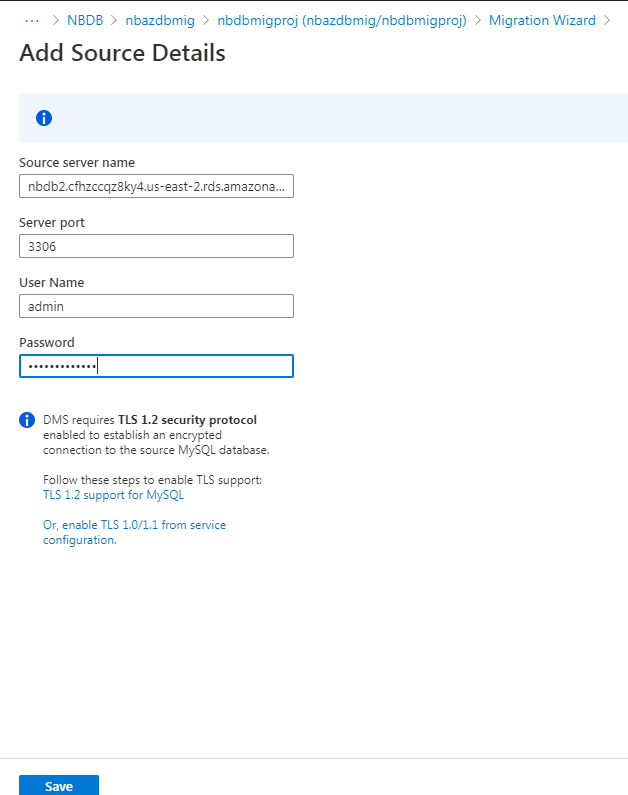 ··· > NBDB > nbazdbmig > nbdbmigproj (nbazdbmig/nbdbmigproj) > Migration Wizard >
Add Source Details
Source server name
nbdb2.cfhzccqz8ky4.us-east-2.rds.amazona...
Server port
3306
User Name
admin
Password
•••••••••••••
DMS requires TLS 1.2 security protocol
enabled to establish an encrypted
connection to the source MySQL database.
Follow these steps to enable TLS support:
TLS 1.2 support for MySQL
Or, enable TLS 1.0/1.1 from service
configuration.
Save